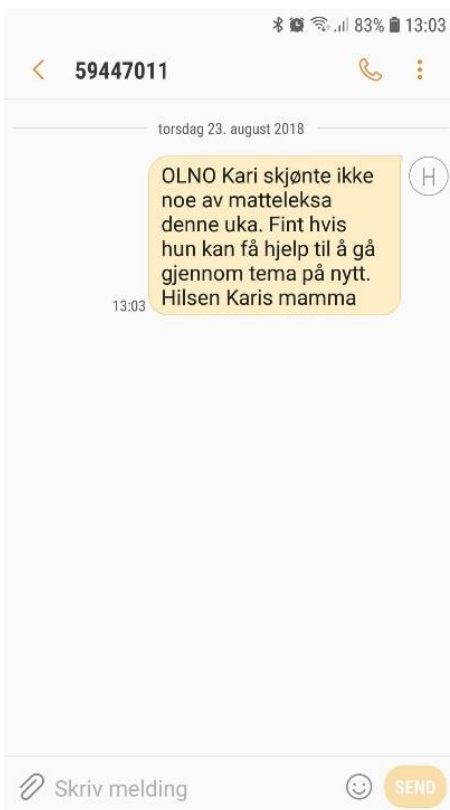 83% 13:03
59447011
torsdag 23. august 2018
OLNO Kari skjønte ikke
noe av matteleksa
denne uka. Fint hvis
hun kan få hjelp til å gå
gjennom tema på nytt.
Hilsen Karis mamma
H
13:03
Skriv melding
SEND